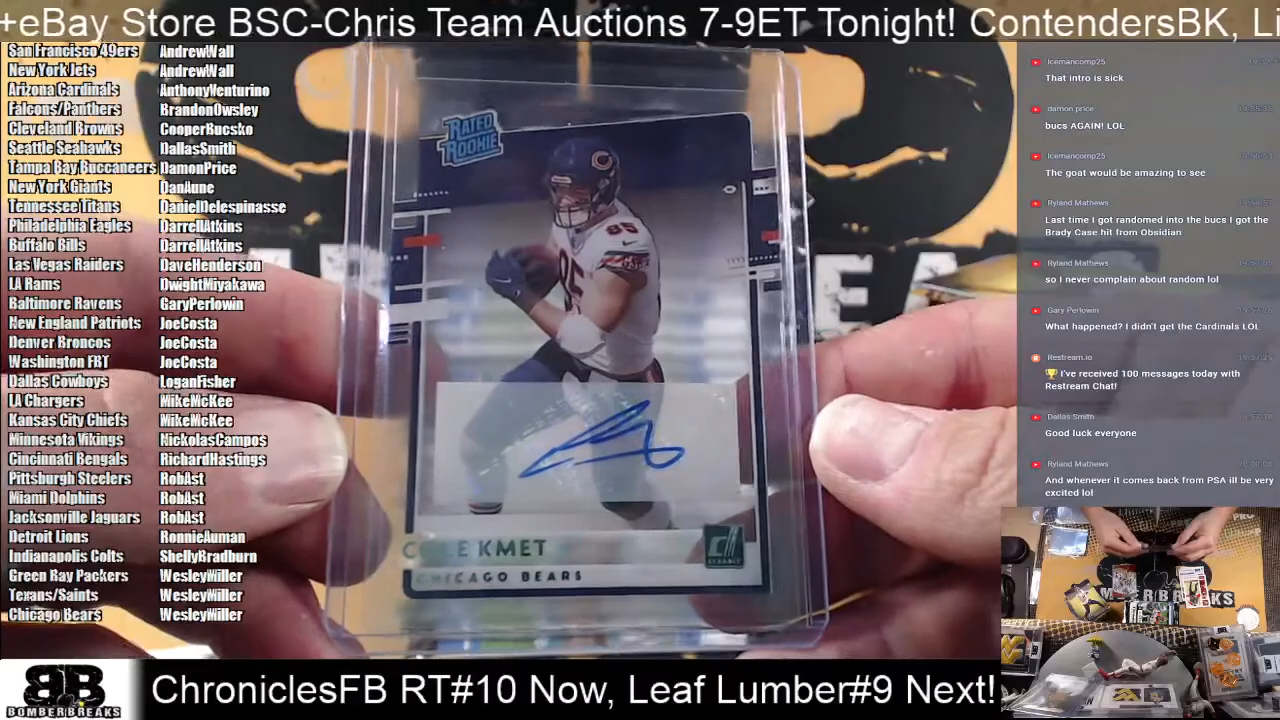 +eBay Store BSC-Chris Team Auctions 7-9ET Tonight! ContendersBK, Li
San Francisco 49ers AndrewWall
New York Jets AndrewWall
Arizona Cardinals AnthonyVenturino
Falcons/Panthers BrandonOwsley
Cleveland Browns CooperBucsko
Seattle Seahawks DallasSmith
Tampa Bay Buccaneers DamonPrice
New York Giants DanAune
Tennessee Titans DanielDelespinasse
Philadelphia Eagles DarrellAtkins
Buffalo Bills DarrellAtkins
Las Vegas Raiders DaveHenderson
LA Rams DwightMiyakawa
Baltimore Ravens GaryPerlowin
New England Patriots JoeCosta
Denver Broncos JoeCosta
Washington FBT JoeCosta
Dallas Cowboys LoganFisher
LA Chargers MikeMcKee
Kansas City Chiefs MikeMcKee
Minnesota Vikings NickolasCampos
Cincinnati Bengals RichardHastings
Pittsburgh Steelers RobAst
Miami Dolphins RobAst
Jacksonville Jaguars RobAst
Detroit Lions RonnieAuman
Indianapolis Colts ShellyBradburn
Green Bay Packers WesleyMiller
Texans/Saints WesleyMiller
Chicago Bears WesleyMiller
RATED
ROOKIE
85
85
COLE KMET
CHICAGO BEARS
Icemancomp25
That intro is sick
damon price
bucs AGAIN! LOL
Icemancomp25
The goat would be amazing to see
Ryland Mathews
Last time I got randomed into the bucs I got the
Brady Case hit from Obsidian
Ryland Mathews
so I never complain about random lol
Gary Perlowin
What happened? I didn't get the Cardinals LOL
Restream.io
🏆 I've received 100 messages today with
Restream Chat!
Dallas Smith
Good luck everyone
Ryland Mathews
And whenever it comes back from PSA ill be very
excited lol
BB
BOMBERBREAKS
ChroniclesFB RT#10 Now, Leaf Lumber#9 Next!